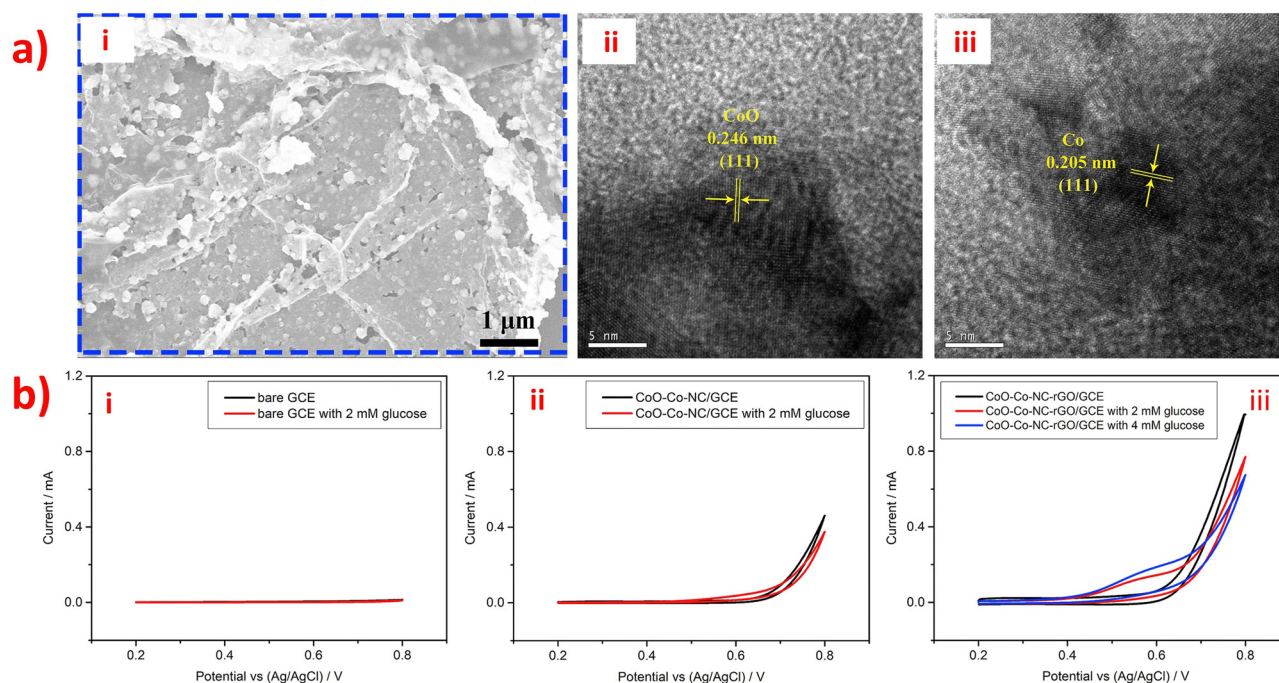 a)
i
1 μm
ii
CoO
0.246 nm
(111)
5 nm
iii
Co
0.205 nm
(111)
5 nm
b)
i
bare GCE
bare GCE with 2 mM glucose
1.2
0.8
0.4
0.0
Current / mA
0.2
0.4
0.6
0.8
Potential vs (Ag/AgCl) / V
ii
CoO-Co-NC/GCE
CoO-Co-NC/GCE with 2 mM glucose
1.2
0.8
0.4
0.0
Current / mA
0.2
0.4
0.6
0.8
Potential vs (Ag/AgCl) / V
iii
CoO-Co-NC-rGO/GCE
CoO-Co-NC-rGO/GCE with 2 mM glucose
CoO-Co-NC-rGO/GCE with 4 mM glucose
1.2
0.8
0.4
0.0
Current / mA
0.2
0.4
0.6
0.8
Potential vs (Ag/AgCl) / V